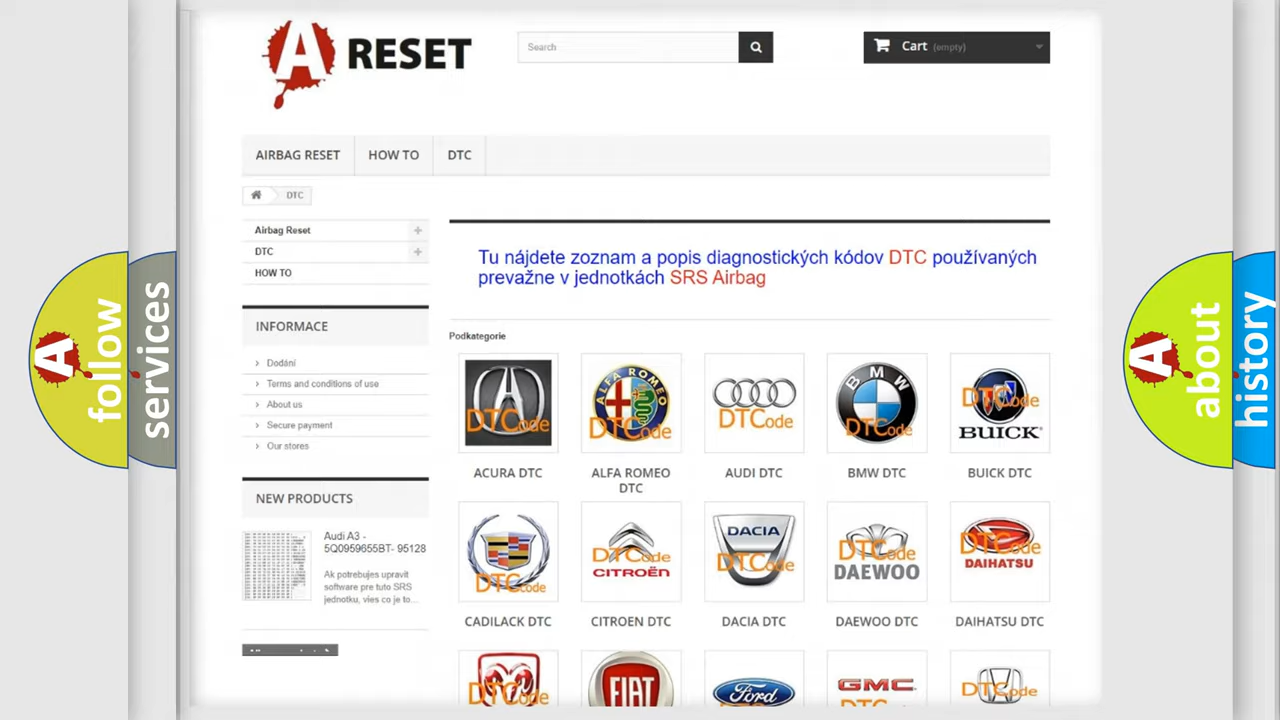 A RESET
Search
Cart (empty)
AIRBAG RESET
HOW TO
DTC
DTC
Airbag Reset
DTC
HOW TO
INFORMACE
Dodání
Terms and conditions of use
About us
Secure payment
Our stores
NEW PRODUCTS
Audi A3 -
5Q0959655BT- 95128
Ak potrebujes upravit
software pre tuto SRS
jednotku, vies co je to...
Tu nájdete zoznam a popis diagnostických kódov DTC používaných
prevažne v jednotkách SRS Airbag
Podkategorie
DTCode
ALFA ROMEO
DTCode
DTCode
BMW
DTCode
DTCode
BUICK
ACURA DTC
ALFA ROMEO
DTC
AUDI DTC
BMW DTC
BUICK DTC
DTCode
DTCode
CITROËN
DACIA
DTCode
DTCode
DAEWOO
DTCode
DAIHATSU
CADILACK DTC
CITROEN DTC
DACIA DTC
DAEWOO DTC
DAIHATSU DTC
DTCode
FIAT
Ford
GMC
DTCode
A follow
services
A about
history